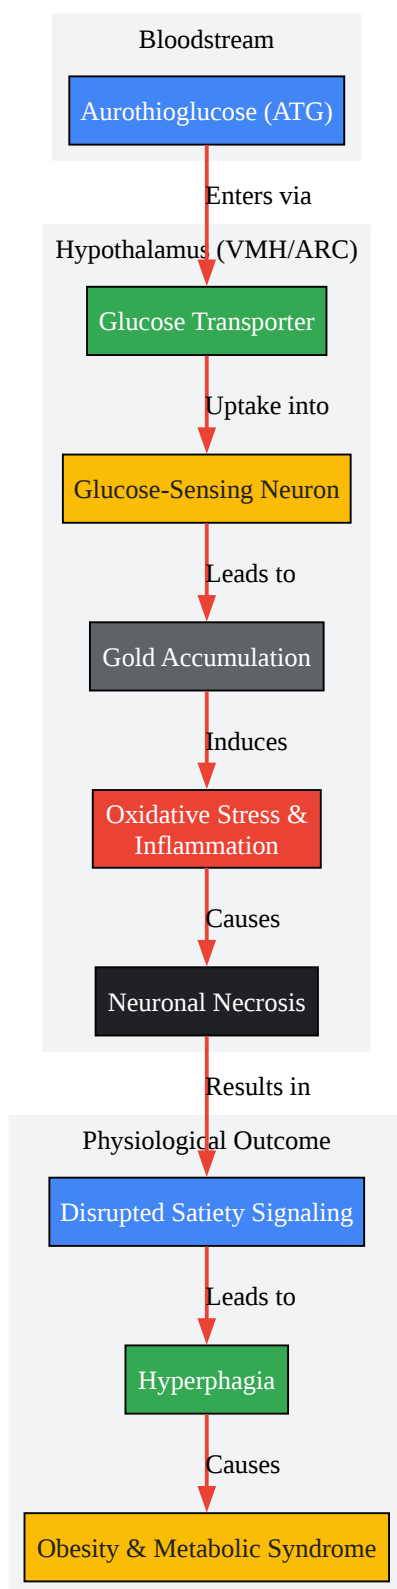 Bloodstream
Aurothioglucose (ATG)
Enters via
Hypothalamus (VMH/ARC)
Glucose Transporter
Uptake into
Glucose-Sensing Neuron
Leads to
Gold Accumulation
Induces
Oxidative Stress &
Inflammation
Causes
Neuronal Necrosis
Results in
Physiological Outcome
Disrupted Satiety Signaling
Leads to
Hyperphagia
Causes
Obesity & Metabolic Syndrome